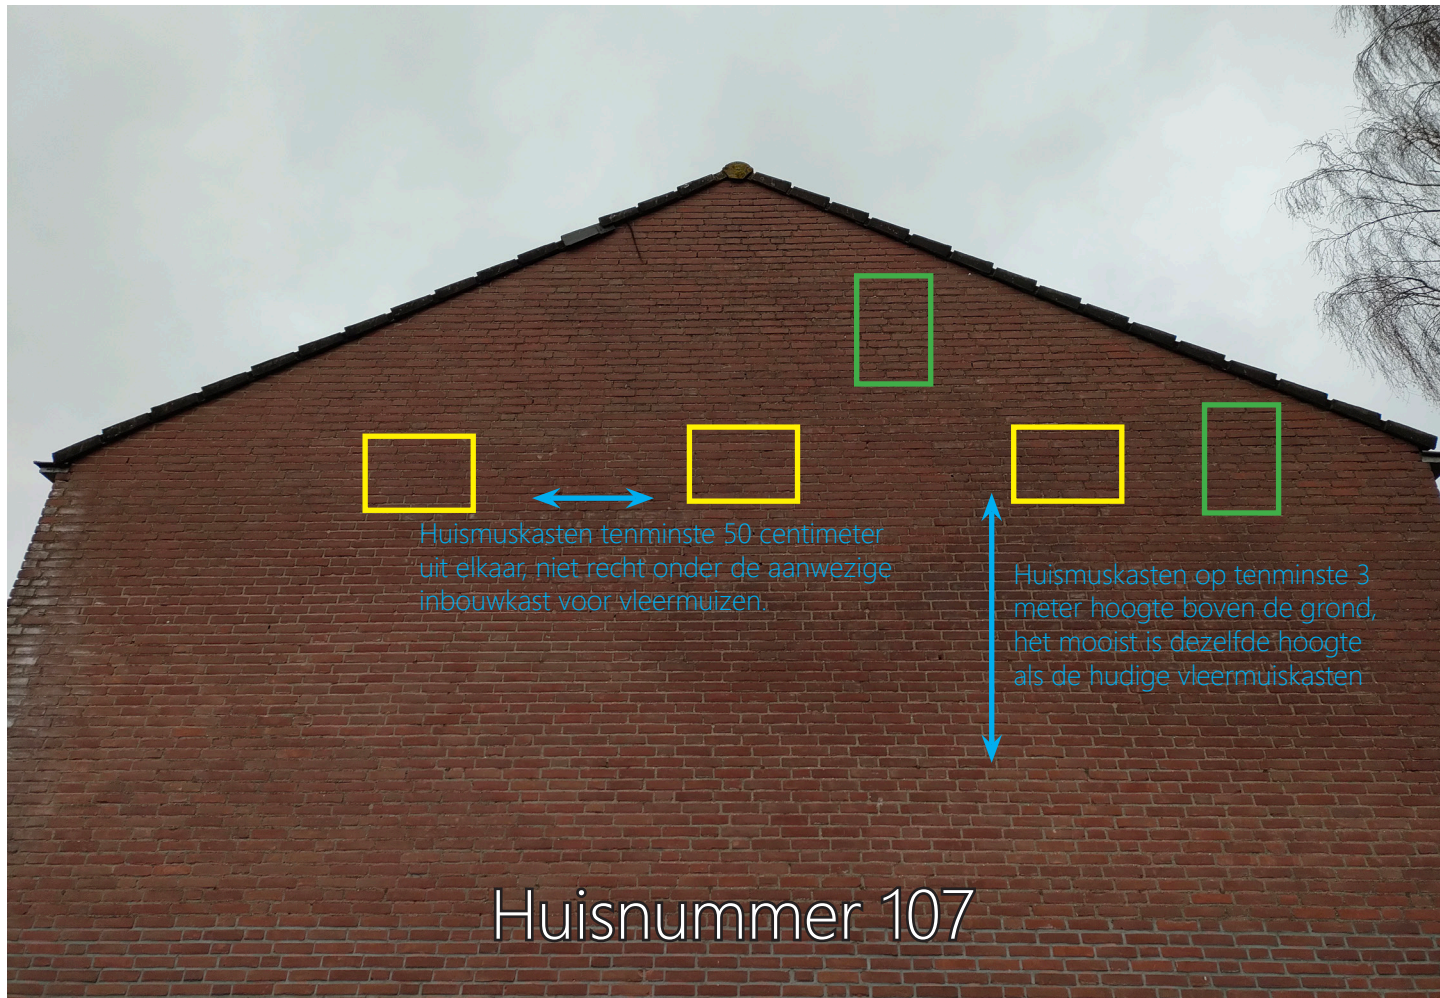 Huismuskasten tenminste 50 centimeter
uit elkaar, niet recht onder de aanwezige
inbouwkast voor vleermuizen.
Huismuskasten op tenminste 3
meter hoogte boven de grond,
het mooist is dezelfde hoogte
als de hudige vleermuiskasten
Huisnummer 107